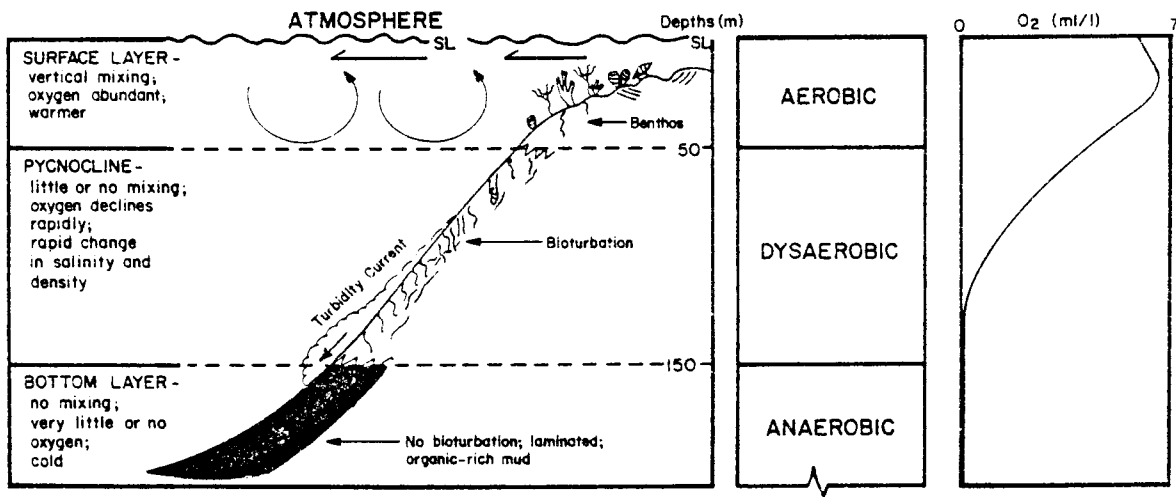 ATMOSPHERE
Depths (m)
SL
SL
SURFACE LAYER-
vertical mixing;
oxygen abundant;
warmer
Benthos
50
PYCNOCLINE-
little or no mixing;
oxygen declines
rapidly;
rapid change
in salinity and
density
Bioturbation
Turbidity Current
150
BOTTOM LAYER-
no mixing;
very little or no
oxygen;
cold
No bioturbation; laminated;
organic-rich mud
AEROBIC
DYSAEROBIC
ANAEROBIC
0 O2 (ml/l) 7